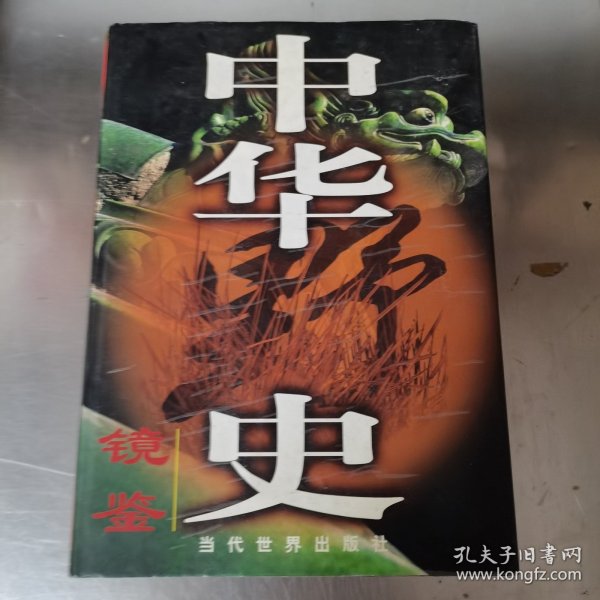 中
华
史
镜
鉴
当代世界出版社
孔夫子旧书网
www.kongfz.com